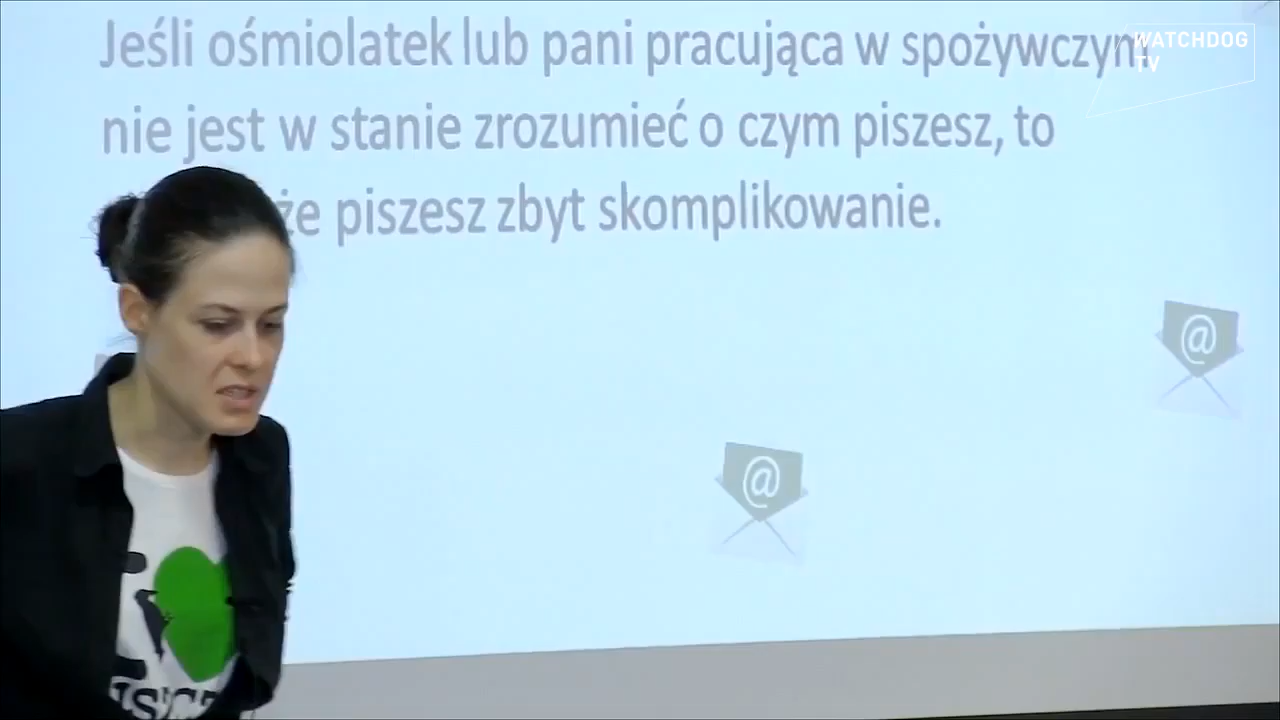 Jeśli ośmiolatek lub pani pracująca w spożywczym
nie jest w stanie zrozumieć o czym piszesz, to
że piszesz zbyt skomplikowanie.
WATCHDOG
TV
@
@
I